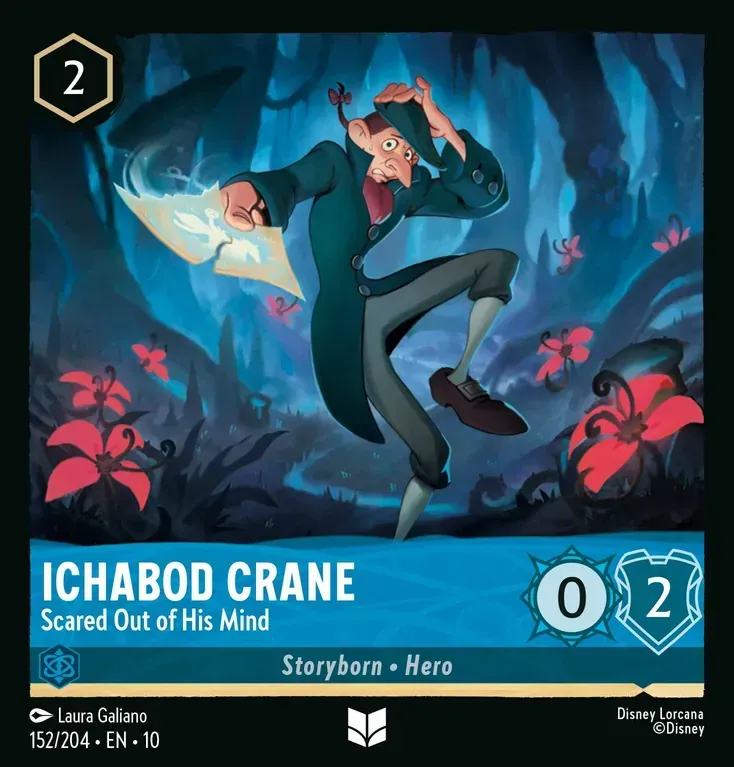 2
ICHABOD CRANE
Scared Out of His Mind
0
2
Storyborn • Hero
Laura Galiano
Disney Lorcana
152/204 • EN • 10
©Disney